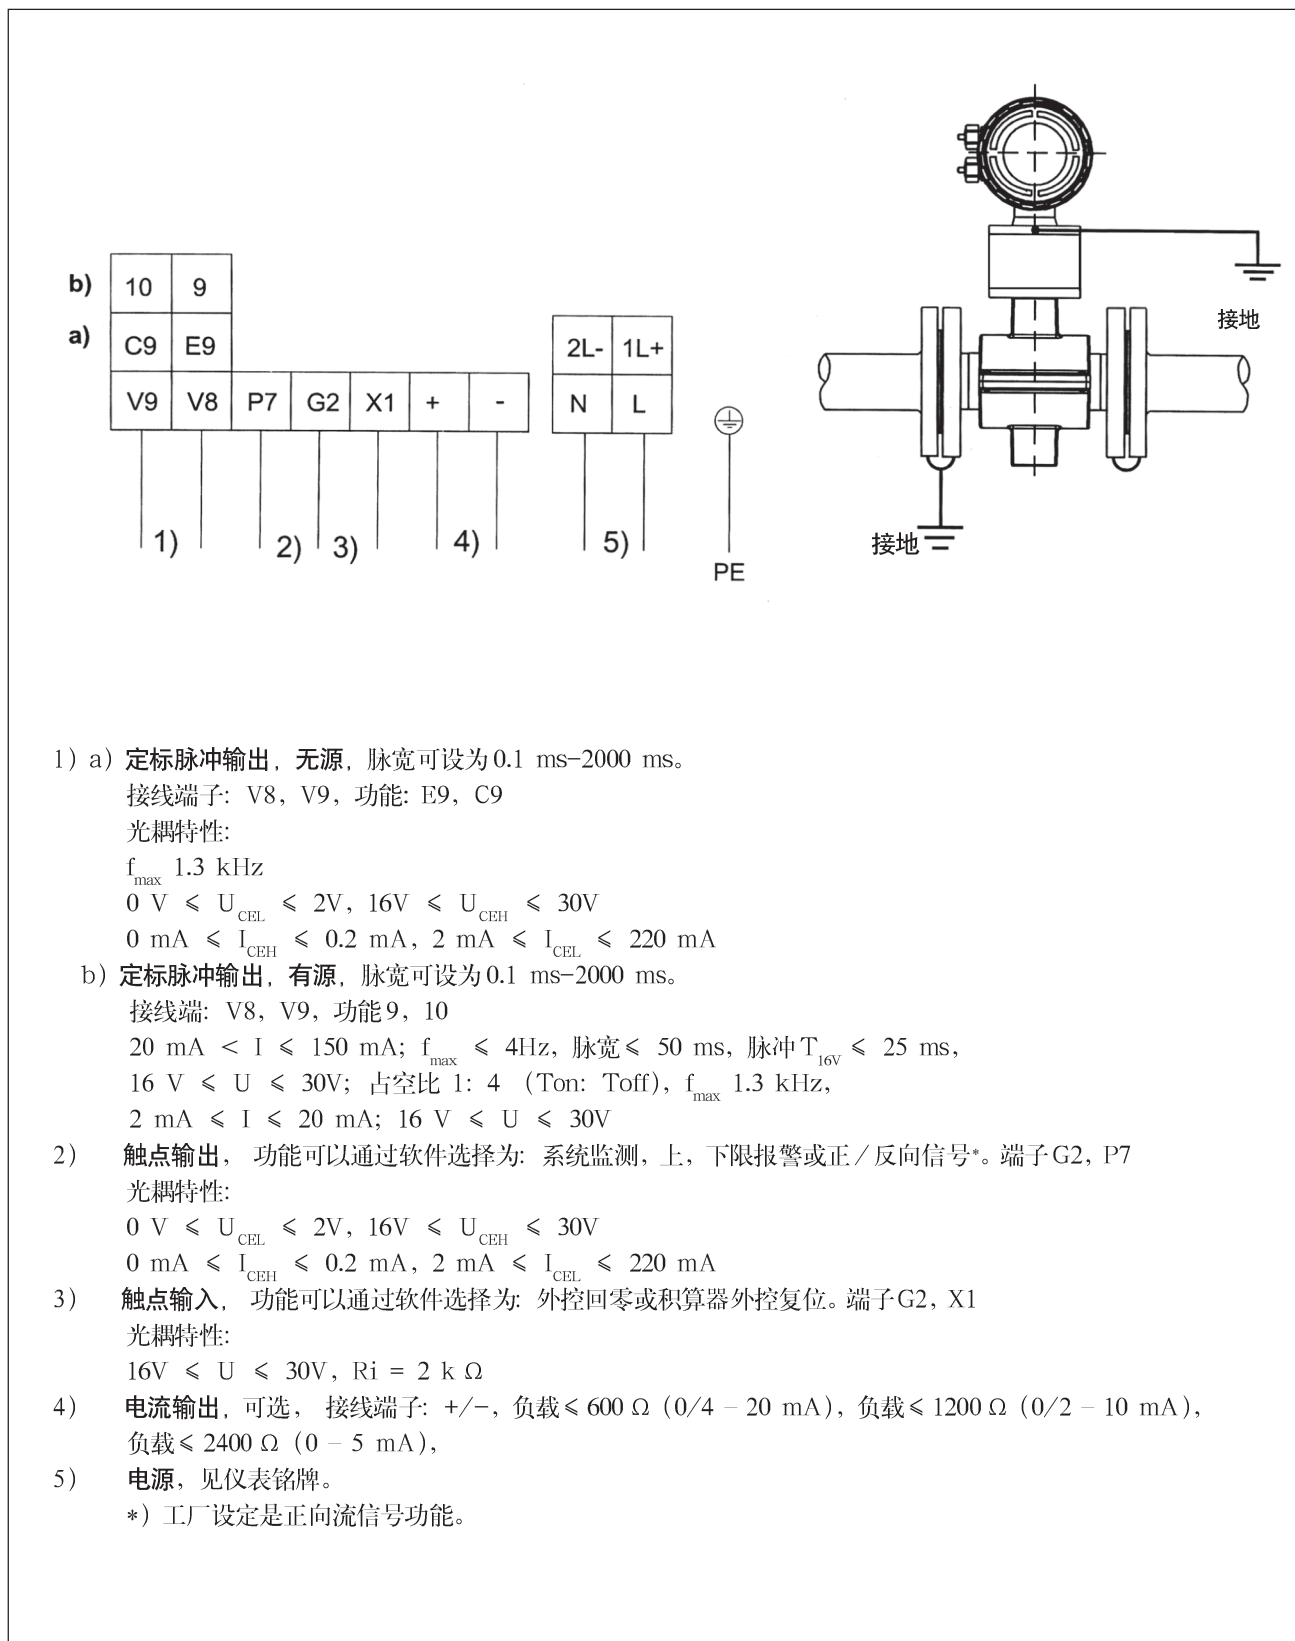 b) 10 9
a) C9 E9
V9 V8 P7 G2 X1 + -
2L- 1L+
N L
1) 2) 3) 4) 5)
PE
接地
接地
1) a) 定标脉冲输出, 无源, 脉宽可设为0.1 ms-2000 ms。
接线端子: V8, V9, 功能: E9, C9
光耦特性:
fmax 1.3 kHz
0 V ≤ UCEL ≤ 2V, 16V ≤ UCEH ≤ 30V
0 mA ≤ ICEH ≤ 0.2 mA, 2 mA ≤ ICEL ≤ 220 mA
b) 定标脉冲输出, 有源, 脉宽可设为0.1 ms-2000 ms。
接线端: V8, V9, 功能9, 10
20 mA < I ≤ 150 mA; fmax ≤ 4Hz, 脉宽≤ 50 ms, 脉冲T16V ≤ 25 ms,
16 V ≤ U ≤ 30V; 占空比 1: 4 (Ton: Toff), fmax 1.3 kHz,
2 mA ≤ I ≤ 20 mA; 16 V ≤ U ≤ 30V
2) 触点输出, 功能可以通过软件选择为: 系统监测, 上, 下限报警或正/反向信号*。端子G2, P7
光耦特性:
0 V ≤ UCEL ≤ 2V, 16V ≤ UCEH ≤ 30V
0 mA ≤ ICEH ≤ 0.2 mA, 2 mA ≤ ICEL ≤ 220 mA
3) 触点输入, 功能可以通过软件选择为: 外控回零或积算器外控复位。端子G2, X1
光耦特性:
16V ≤ U ≤ 30V, Ri = 2 k Ω
4) 电流输出, 可选, 接线端子: +/-, 负载≤600 Ω (0/4 - 20 mA), 负载≤1200 Ω (0/2 - 10 mA),
负载≤2400 Ω (0 - 5 mA),
5) 电源, 见仪表铭牌。
*) 工厂设定是正向流信号功能。